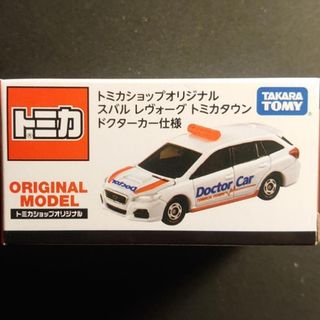 トミカ
トミカショップオリジナル
スバル レヴォーグ トミカタウン
ドクターカー仕様
TAKARA
TOMY
ORIGINAL
MODEL
トミカショップオリジナル
Doctor Car